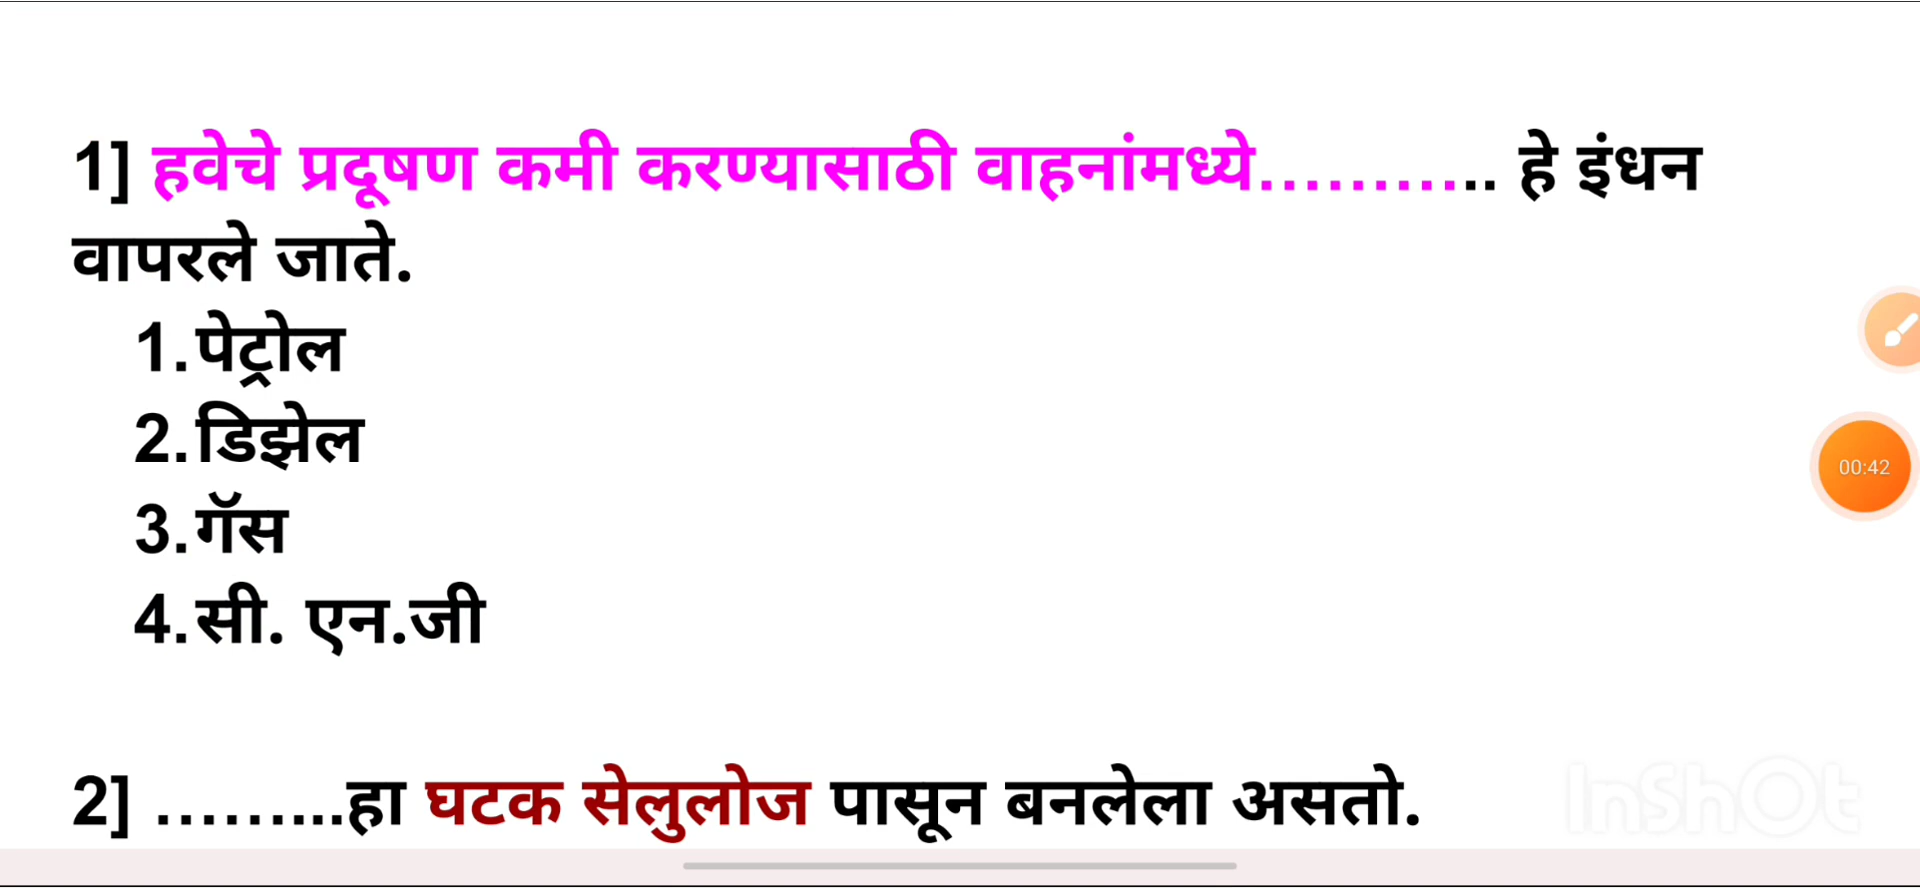 1] हवेचे प्रदूषण कमी करण्यासाठी वाहनांमध्ये........... हे इंधन
वापरले जाते.
1.पेट्रोल
2.डिझेल
3.गॅस
4.सी. एन.जी
00:42
2] .........हा घटक सेलुलोज पासून बनलेला असतो.
InShOt